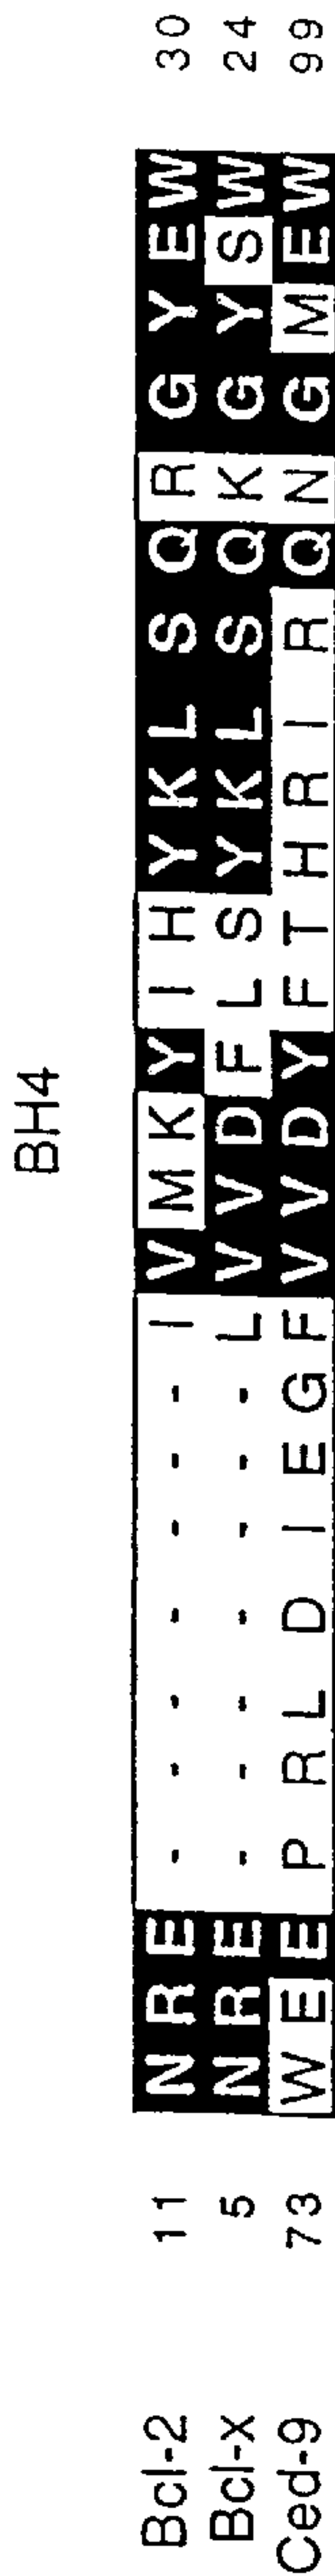 BH4
Bcl-2 11 N R E - - - - - - - I V M K Y I H Y K L S Q R G Y E W 30
Bcl-x 5 N R E - - - - - - - L V V D F L S Y K L S Q K G Y S W 24
Ced-9 73 W E E P R L D I E G F V V D Y F T H R I R Q N G M E W 99